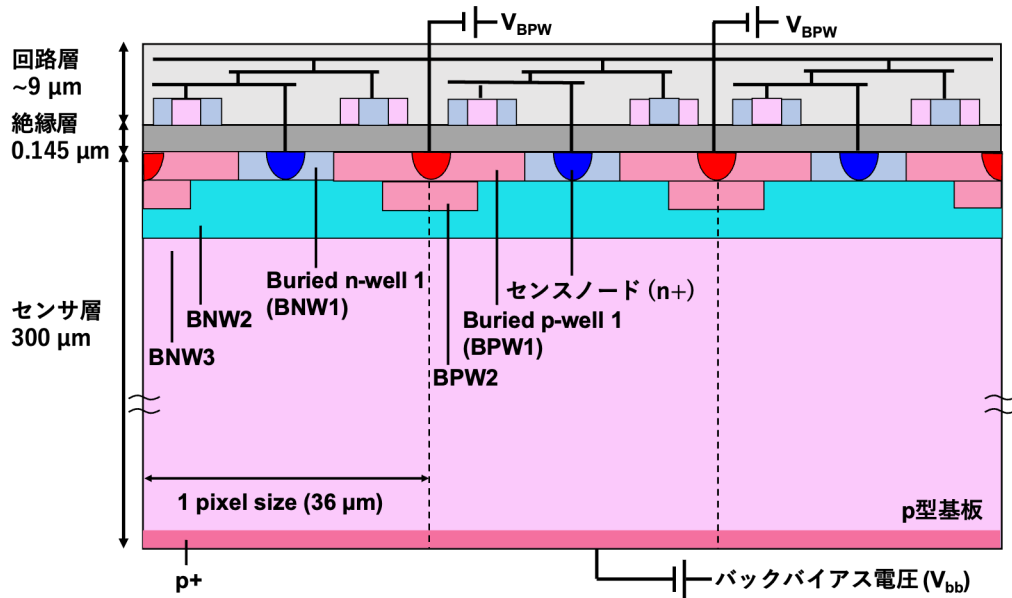 V_BPW
V_BPW
回路層
~9 μm
絶縁層
0.145 μm
センサ層
300 μm
Buried n-well 1
(BNW1)
BNW2
BNW3
センスノード (n+)
Buried p-well 1
(BPW1)
BPW2
1 pixel size (36 μm)
p型基板
p+
バックバイアス電圧 (V_bb)